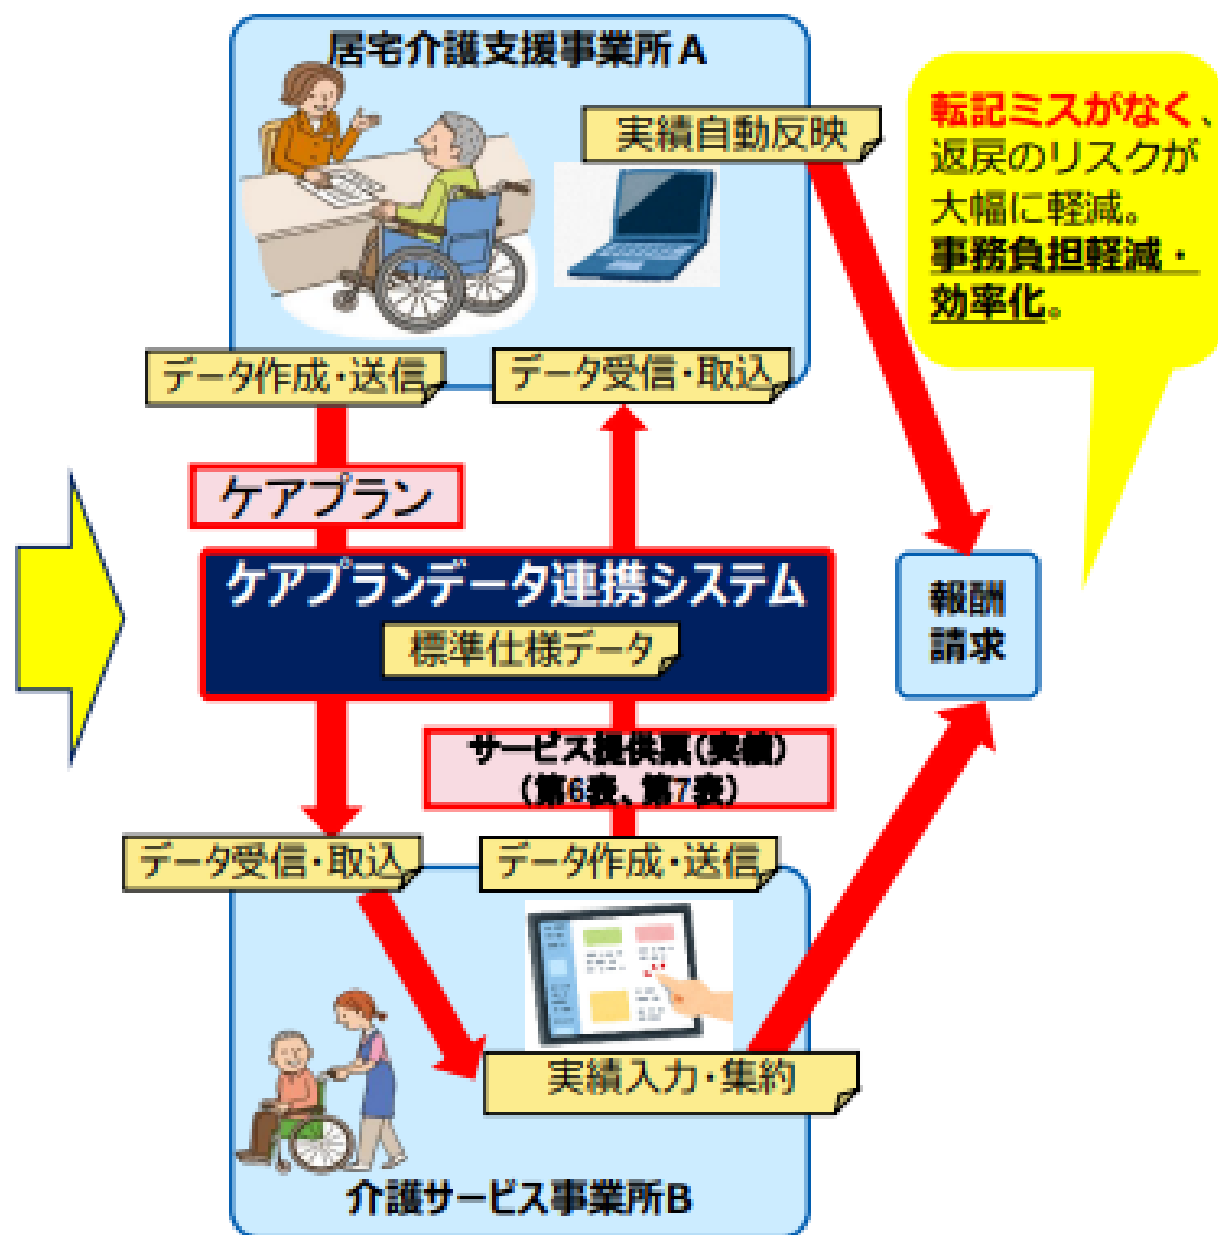 居宅介護支援事業所A
実績自動反映
転記ミスがなく、
返戻のリスクが
大幅に軽減。
事務負担軽減・
効率化。
データ作成・送信
データ受信・取込
ケアプラン
ケアプランデータ連携システム
標準仕様データ
報酬
請求
サービス提供票(実績)
(第6表、第7表)
データ受信・取込
データ作成・送信
実績入力・集約
介護サービス事業所B